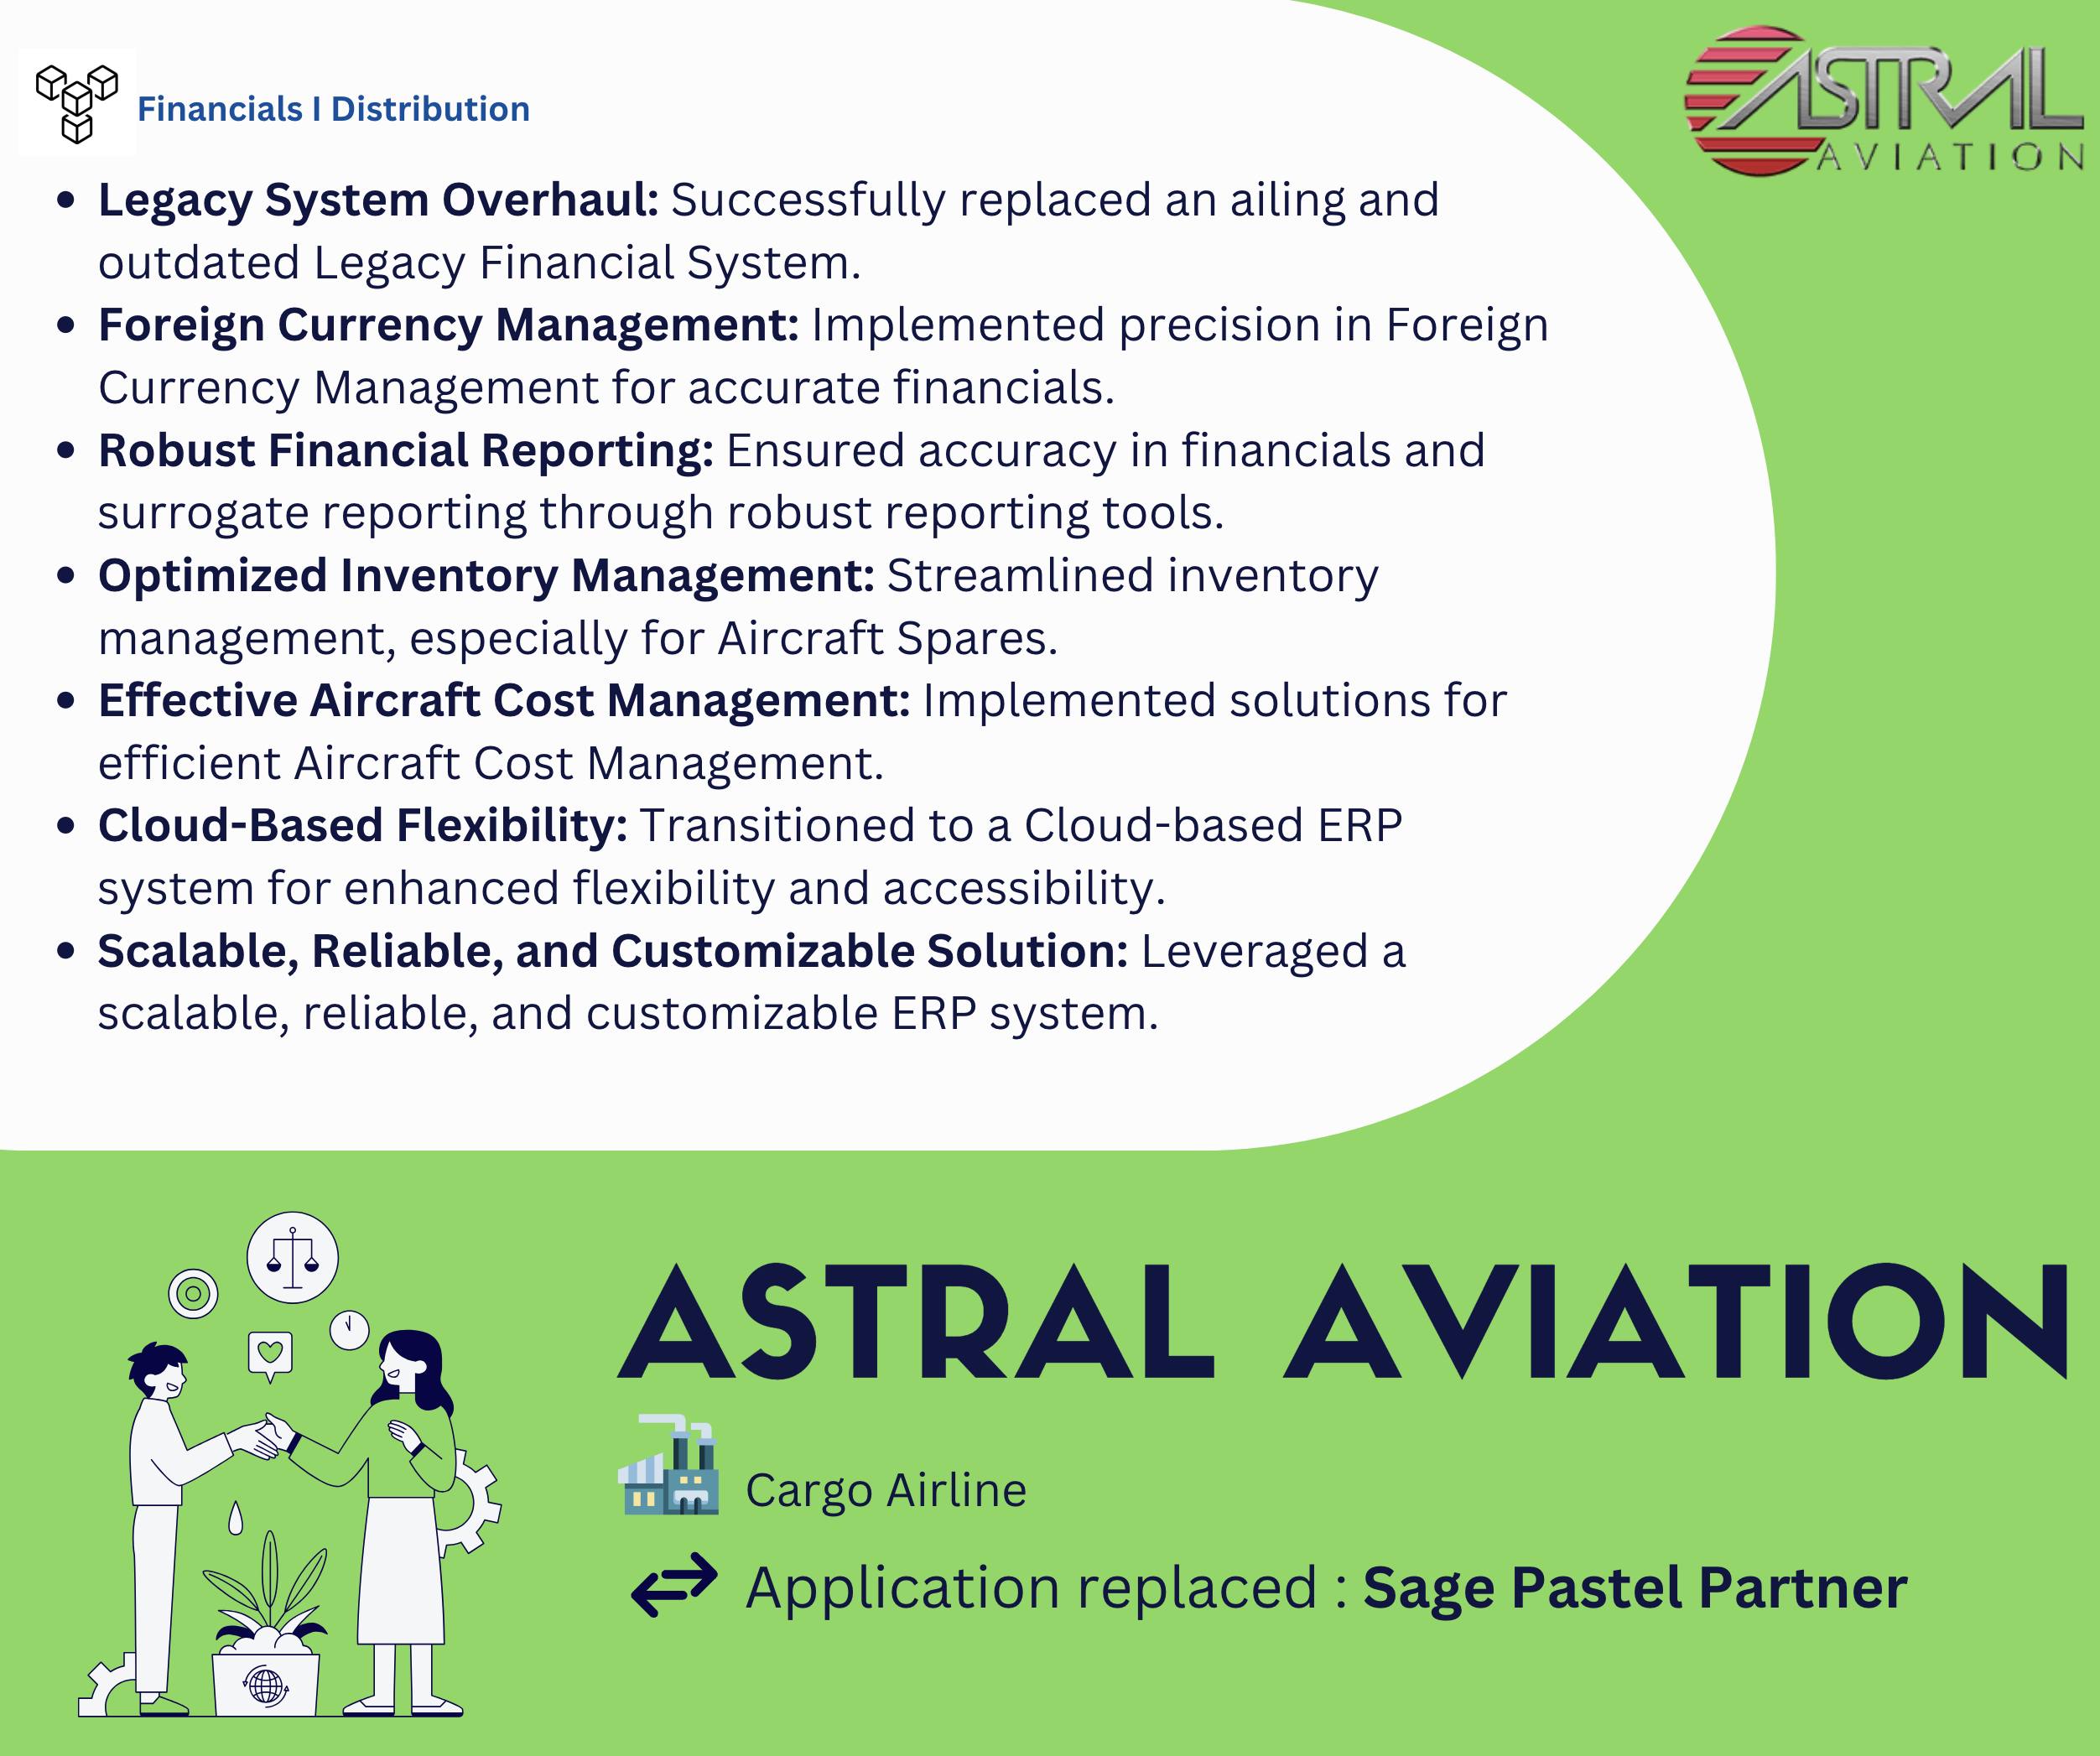 Financials I Distribution
ASTRAL
AVIATION
• Legacy System Overhaul: Successfully replaced an ailing and
outdated Legacy Financial System.
• Foreign Currency Management: Implemented precision in Foreign
Currency Management for accurate financials.
• Robust Financial Reporting: Ensured accuracy in financials and
surrogate reporting through robust reporting tools.
• Optimized Inventory Management: Streamlined inventory
management, especially for Aircraft Spares.
• Effective Aircraft Cost Management: Implemented solutions for
efficient Aircraft Cost Management.
• Cloud-Based Flexibility: Transitioned to a Cloud-based ERP
system for enhanced flexibility and accessibility.
• Scalable, Reliable, and Customizable Solution: Leveraged a
scalable, reliable, and customizable ERP system.
ASTRAL AVIATION
Cargo Airline
Application replaced : Sage Pastel Partner